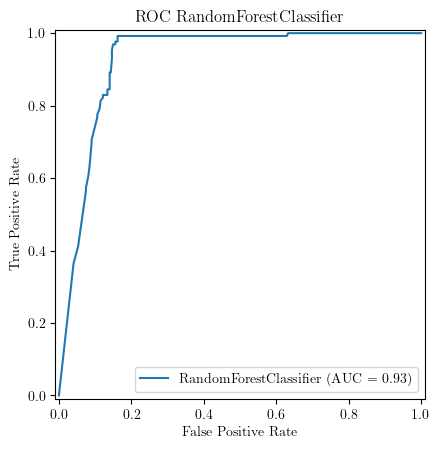 ROC RandomForestClassifier
True Positive Rate
1.0
0.8
0.6
0.4
0.2
0.0
RandomForestClassifier (AUC = 0.93)
0.0 0.2 0.4 0.6 0.8 1.0
False Positive Rate